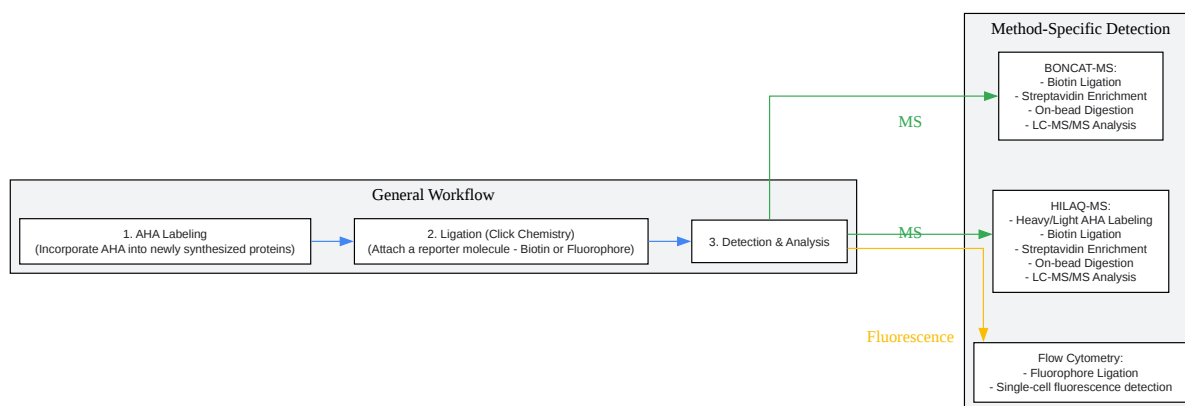 Method-Specific Detection
BONCAT-MS:
- Biotin Ligation
- Streptavidin Enrichment
- On-bead Digestion
- LC-MS/MS Analysis
MS
General Workflow
1. AHA Labeling
(Incorporate AHA into newly synthesized proteins)
2. Ligation (Click Chemistry)
(Attach a reporter molecule - Biotin or Fluorophore)
3. Detection & Analysis
MS
HILAQ-MS:
- Heavy/Light AHA Labeling
- Biotin Ligation
- Streptavidin Enrichment
- On-bead Digestion
- LC-MS/MS Analysis
Fluorescence
Flow Cytometry:
- Fluorophore Ligation
- Single-cell fluorescence detection